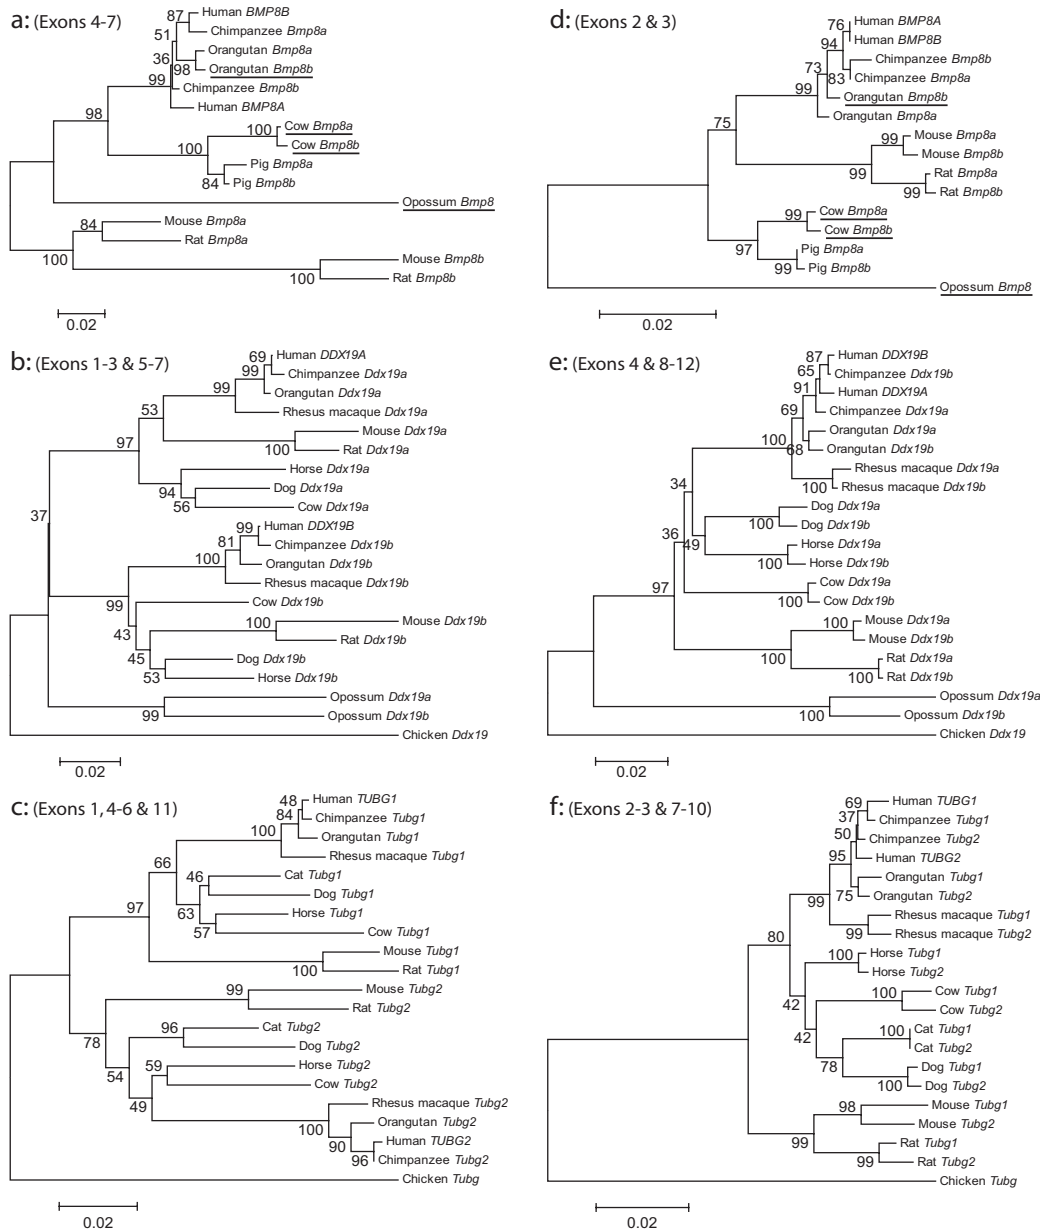 a: (Exons 4-7)
87
Human BMP8B
51
Chimpanzee Bmp8a
Orangutan Bmp8a
36
98
Orangutan Bmp8b
99
Chimpanzee Bmp8b
Human BMP8A
98
100
Cow Bmp8a
Cow Bmp8b
100
Pig Bmp8a
84
Pig Bmp8b
Opossum Bmp8
84
Mouse Bmp8a
Rat Bmp8a
100
Mouse Bmp8b
100
Rat Bmp8b
0.02
d: (Exons 2 & 3)
76
Human BMP8A
Human BMP8B
94
Chimpanzee Bmp8b
73
83
Chimpanzee Bmp8a
99
Orangutan Bmp8b
Orangutan Bmp8a
75
99
Mouse Bmp8a
Mouse Bmp8b
99
Rat Bmp8a
99
Rat Bmp8b
99
Cow Bmp8a
Cow Bmp8b
97
Pig Bmp8a
99
Pig Bmp8b
Opossum Bmp8
0.02
b: (Exons 1-3 & 5-7)
69
Human DDX19A
99
Chimpanzee Ddx19a
99
Orangutan Ddx19a
Rhesus macaque Ddx19a
53
Mouse Ddx19a
97
100
Rat Ddx19a
Horse Ddx19a
94
Dog Ddx19a
56
Cow Ddx19a
37
99
Human DDX19B
81
Chimpanzee Ddx19b
100
Orangutan Ddx19b
Rhesus macaque Ddx19b
99
Cow Ddx19b
43
100
Mouse Ddx19b
Rat Ddx19b
45
Dog Ddx19b
53
Horse Ddx19b
Opossum Ddx19a
99
Opossum Ddx19b
Chicken Ddx19
0.02
e: (Exons 4 & 8-12)
87
Human DDX19B
65
Chimpanzee Ddx19b
91
Human DDX19A
69
Chimpanzee Ddx19a
Orangutan Ddx19a
100
68
Orangutan Ddx19b
Rhesus macaque Ddx19a
100
Rhesus macaque Ddx19b
34
Dog Ddx19a
100
Dog Ddx19b
36
49
Horse Ddx19a
100
Horse Ddx19b
97
Cow Ddx19a
100
Cow Ddx19b
100
Mouse Ddx19a
Mouse Ddx19b
100
Rat Ddx19a
100
Rat Ddx19b
Opossum Ddx19a
100
Opossum Ddx19b
Chicken Ddx19
0.02
c: (Exons 1, 4-6 & 11)
48
Human TUBG1
84
Chimpanzee Tubg1
100
Orangutan Tubg1
Rhesus macaque Tubg1
66
46
Cat Tubg1
Dog Tubg1
97
63
Horse Tubg1
57
Cow Tubg1
Mouse Tubg1
100
Rat Tubg1
99
Mouse Tubg2
Rat Tubg2
78
96
Cat Tubg2
Dog Tubg2
54
59
Horse Tubg2
Cow Tubg2
49
Rhesus macaque Tubg2
100
Orangutan Tubg2
90
Human TUBG2
96
Chimpanzee Tubg2
Chicken Tubg
0.02
f: (Exons 2-3 & 7-10)
69
Human TUBG1
37
Chimpanzee Tubg1
50
Chimpanzee Tubg2
95
Human TUBG2
Orangutan Tubg1
75
Orangutan Tubg2
99
Rhesus macaque Tubg1
99
Rhesus macaque Tubg2
80
100
Horse Tubg1
Horse Tubg2
42
100
Cow Tubg1
Cow Tubg2
42
100
Cat Tubg1
Cat Tubg2
78
Dog Tubg1
100
Dog Tubg2
98
Mouse Tubg1
Mouse Tubg2
99
Rat Tubg1
99
Rat Tubg2
Chicken Tubg
0.02